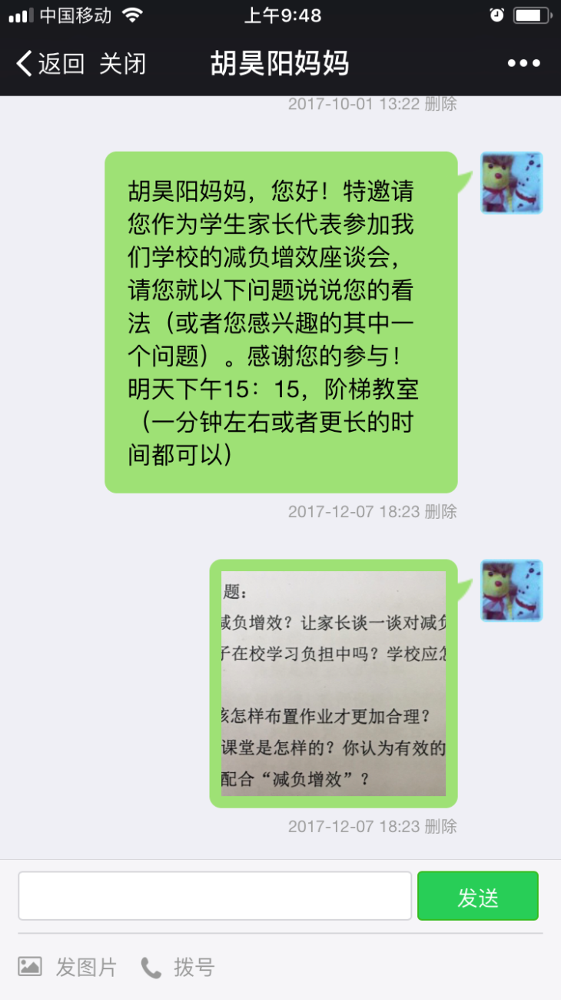 中国移动 上午9:48
返回 关闭 胡昊阳妈妈
2017-10-01 13:22 删除
胡昊阳妈妈，您好！特邀请
您作为学生家长代表参加我
们学校的减负增效座谈会，
请您就以下问题说说您的看
法（或者您感兴趣的其中一
个问题）。感谢您的参与！
明天下午15：15，阶梯教室
（一分钟左右或者更长的时
间都可以）
2017-12-07 18:23 删除
题：
减负增效？让家长谈一谈对减负
子在校学习负担中吗？学校应怎
该怎样布置作业才更加合理？
课堂是怎样的？你认为有效的
配合“减负增效”？
2017-12-07 18:23 删除
发送
发图片 拨号